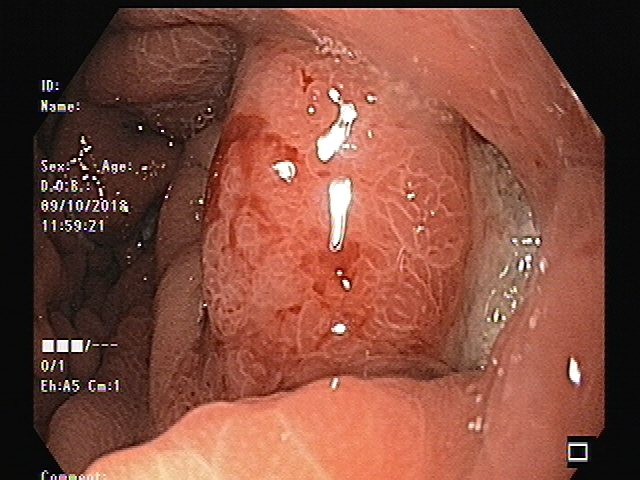 ID:
Name:
Sex: Age:
D.O.B.:
09/10/2018
11:59:21
■■■/---
0/1
Eh:A5 Cm:1
Comment: